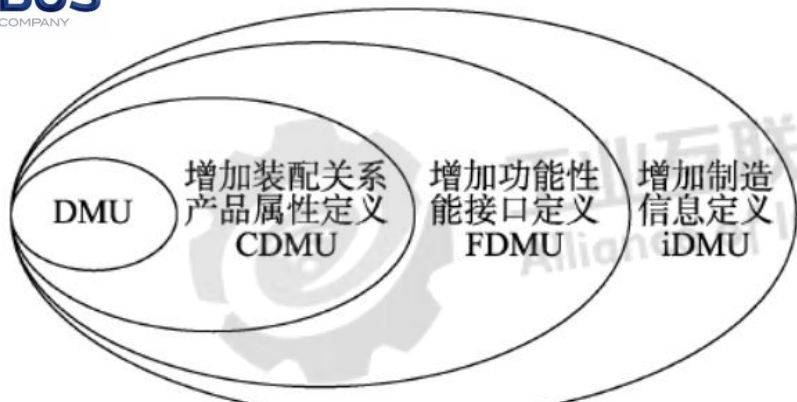 COMPANY
DMU
增加装配关系
产品属性定义
CDMU
增加功能性
能接口定义
FDMU
增加制造
信息定义
iDMU